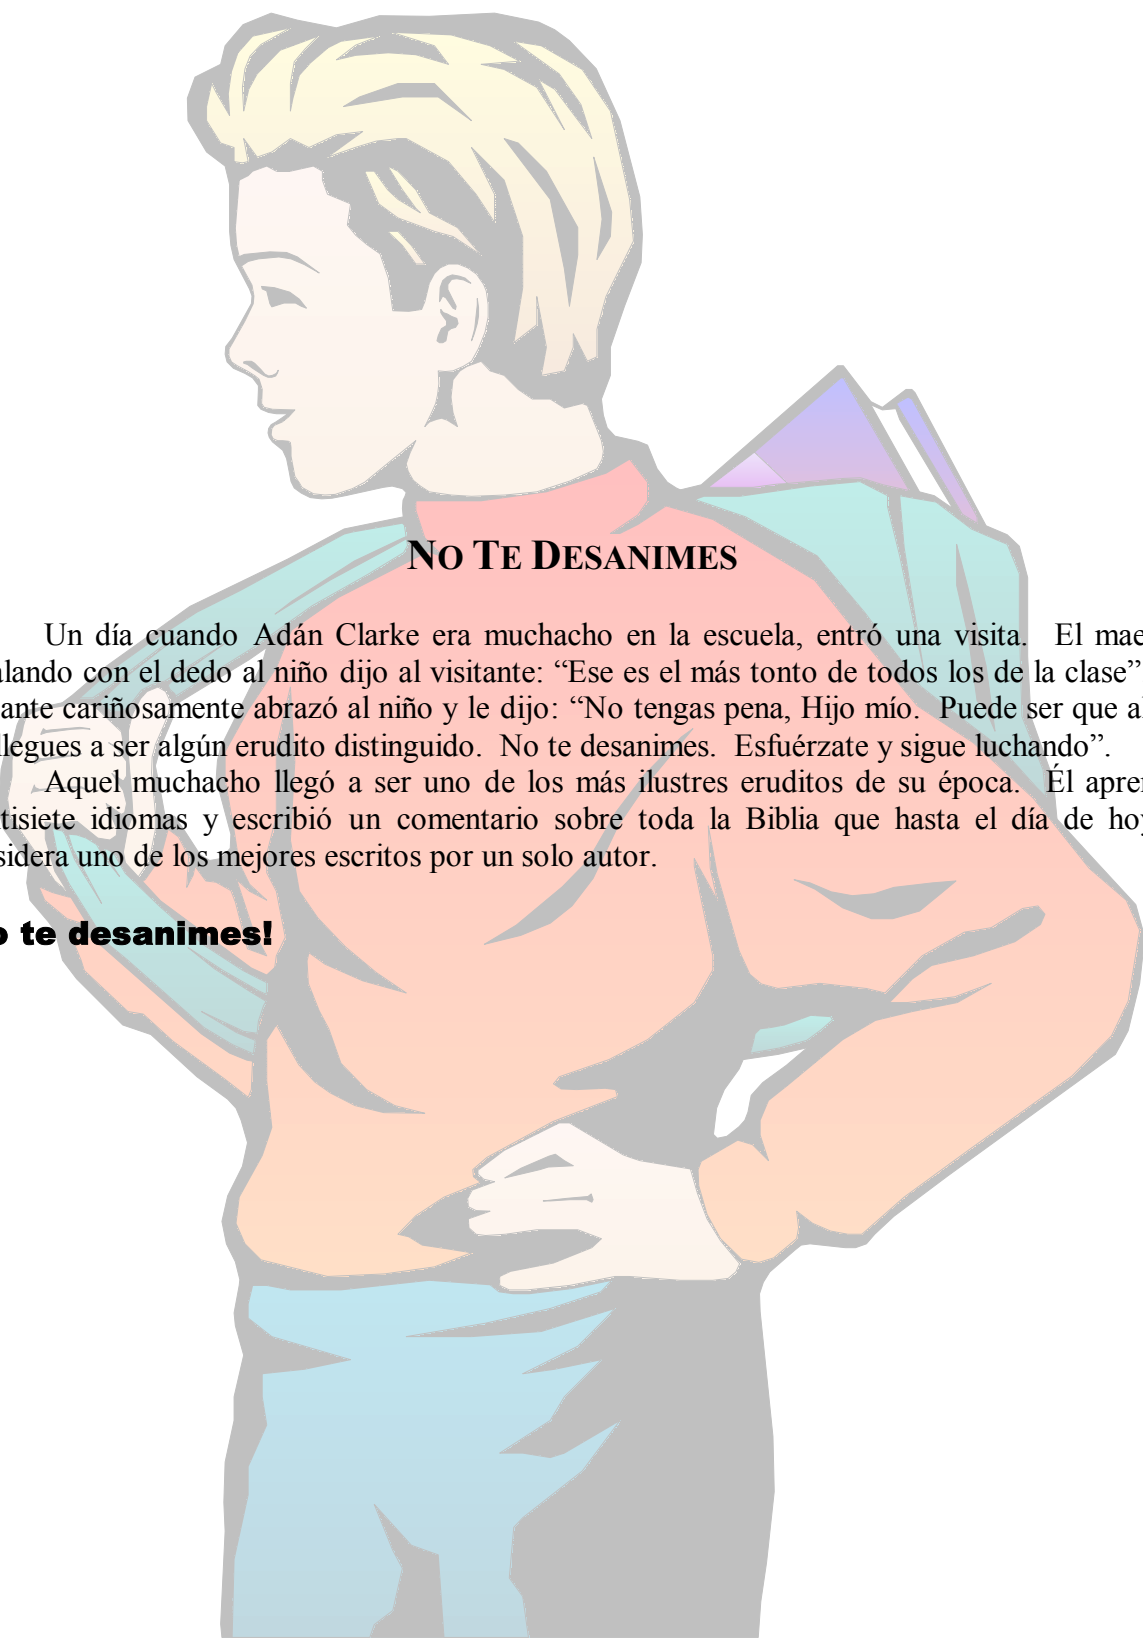 NO TE DESANIMES
Un día cuando Adán Clarke era muchacho en la escuela, entró una visita. El mae
alando con el dedo al niño dijo al visitante: “Ese es el más tonto de todos los de la clase”
ante cariñosamente abrazó al niño y le dijo: “No tengas pena, Hijo mío. Puede ser que al
llegues a ser algún erudito distinguido. No te desanimes. Esfuérzate y sigue luchando”.
Aquel muchacho llegó a ser uno de los más ilustres eruditos de su época. Él apren
tisiete idiomas y escribió un comentario sobre toda la Biblia que hasta el día de hoy
sidera uno de los mejores escritos por un solo autor.
o te desanimes!